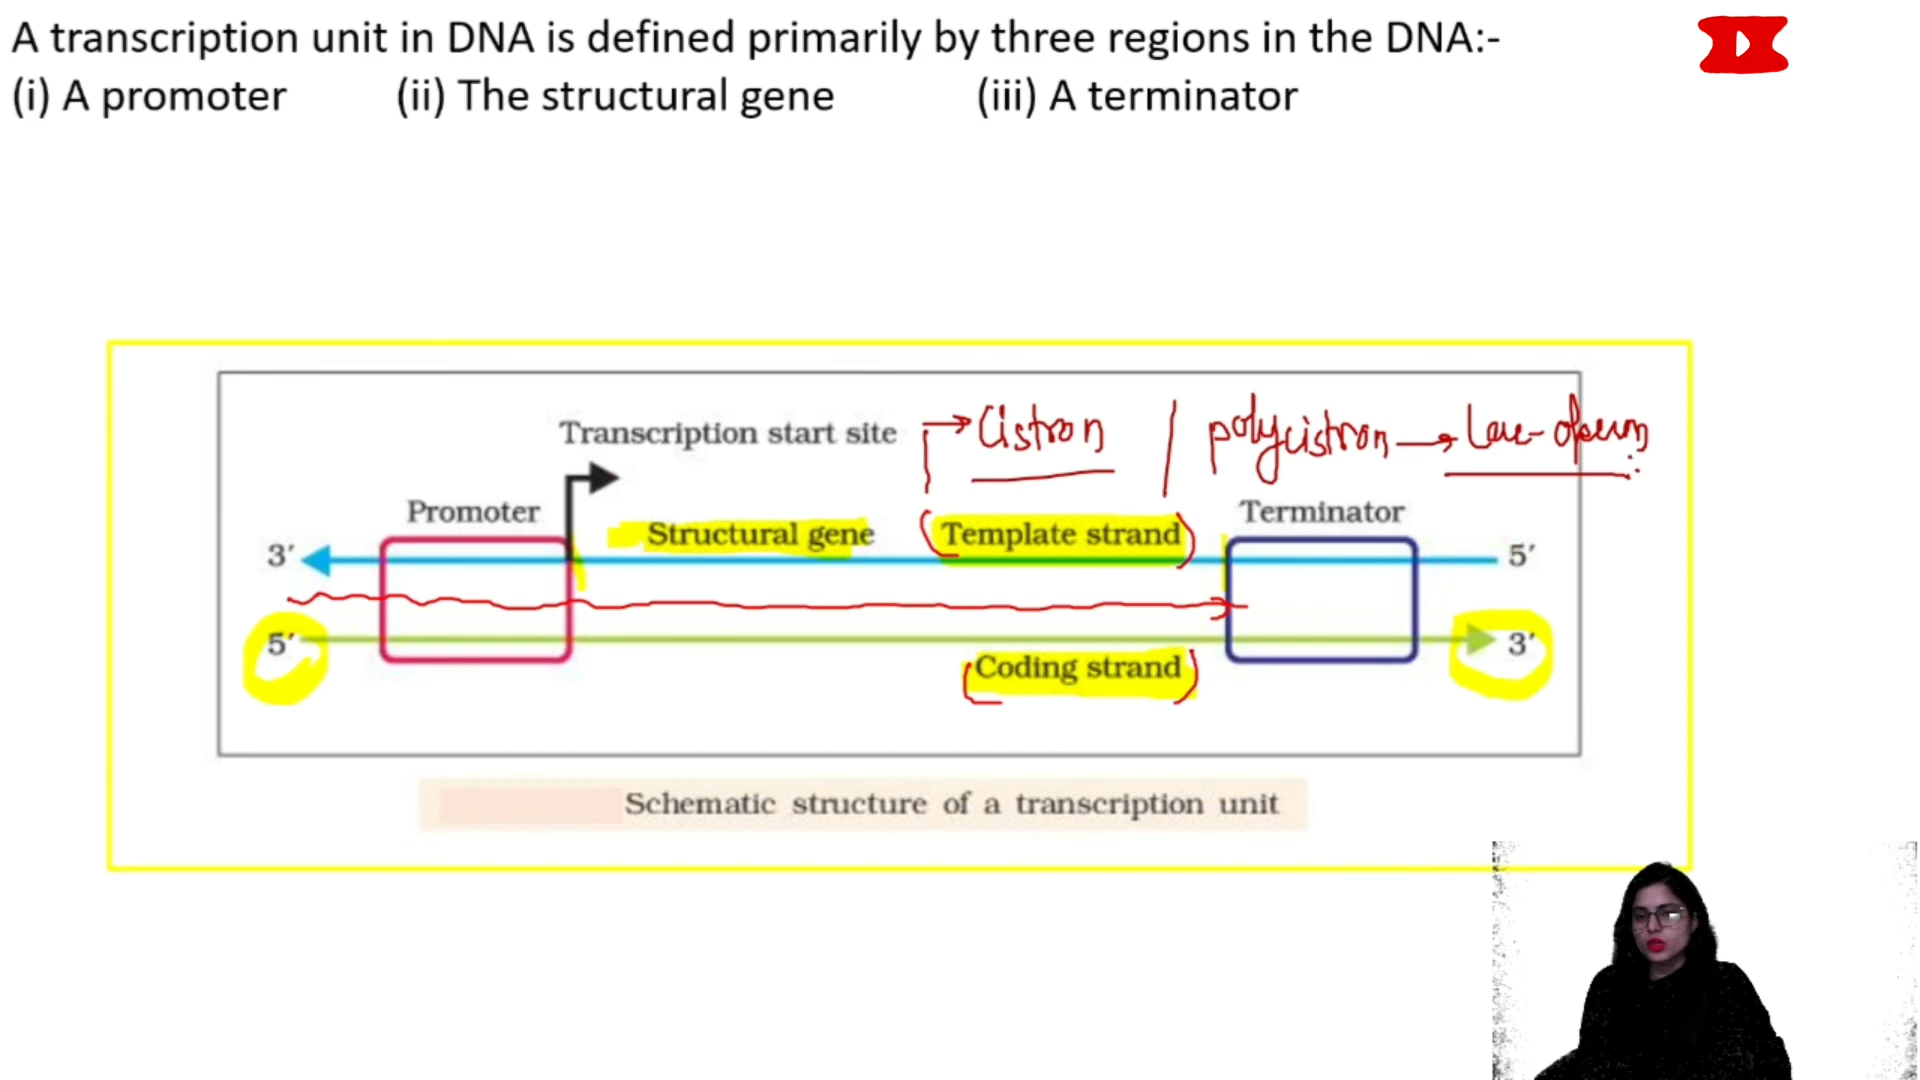 A transcription unit in DNA is defined primarily by three regions in the DNA:-
(i) A promoter (ii) The structural gene (iii) A terminator
Transcription start site → Cistron / polycistron → Lac-operon
Promoter Structural gene (Template strand) Terminator
3′ 5′
5′ 3′
(Coding strand)
Schematic structure of a transcription unit